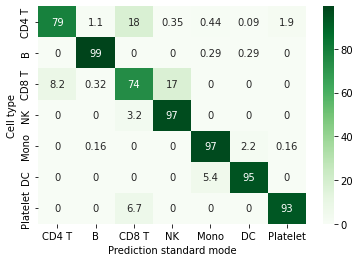 CD4 T 79 1.1 18 0.35 0.44 0.09 1.9
B 0 99 0 0 0.29 0.29 0
CD8 T 8.2 0.32 74 17 0 0 0
NK 0 0 3.2 97 0 0 0
Mono 0 0.16 0 0 97 2.2 0.16
DC 0 0 0 0 5.4 95 0
Platelet 0 0 6.7 0 0 0 93
CD4 T B CD8 T NK Mono DC Platelet
Prediction standard mode
Cell type
80
60
40
20
0